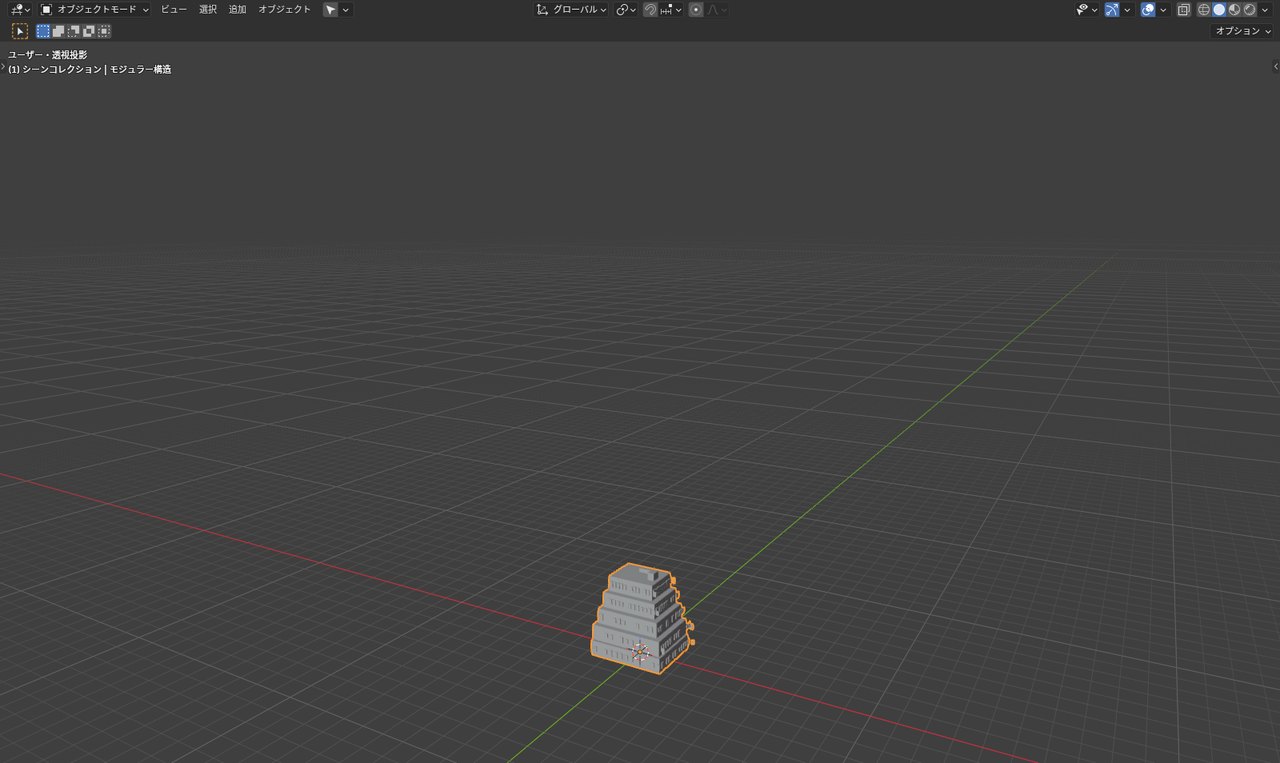 オブジェクトモード ビュー 選択 追加 オブジェクト グローバル
オプション
ユーザー・透視投影
(1) シーンコレクション | モジュラー構造